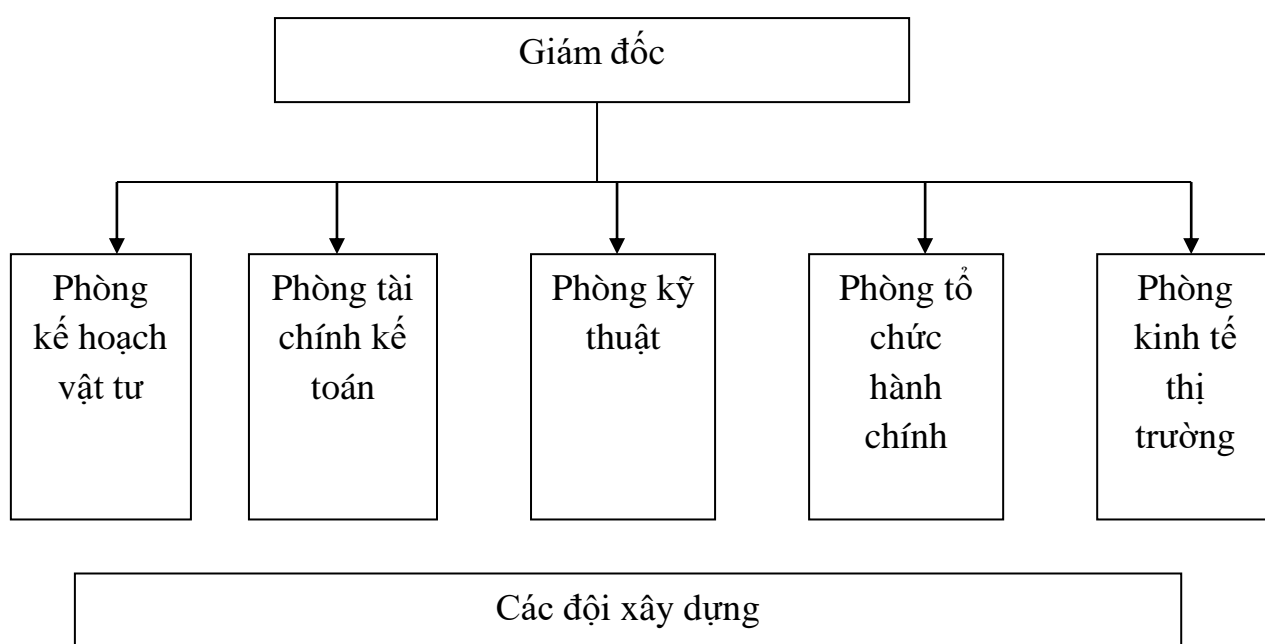 Giám đốc
Phòng
kế hoạch
vật tư
Phòng tài
chính kế
toán
Phòng kỹ
thuật
Phòng tổ
chức
hành
chính
Phòng
kinh tế
thị
trường
Các đội xây dựng